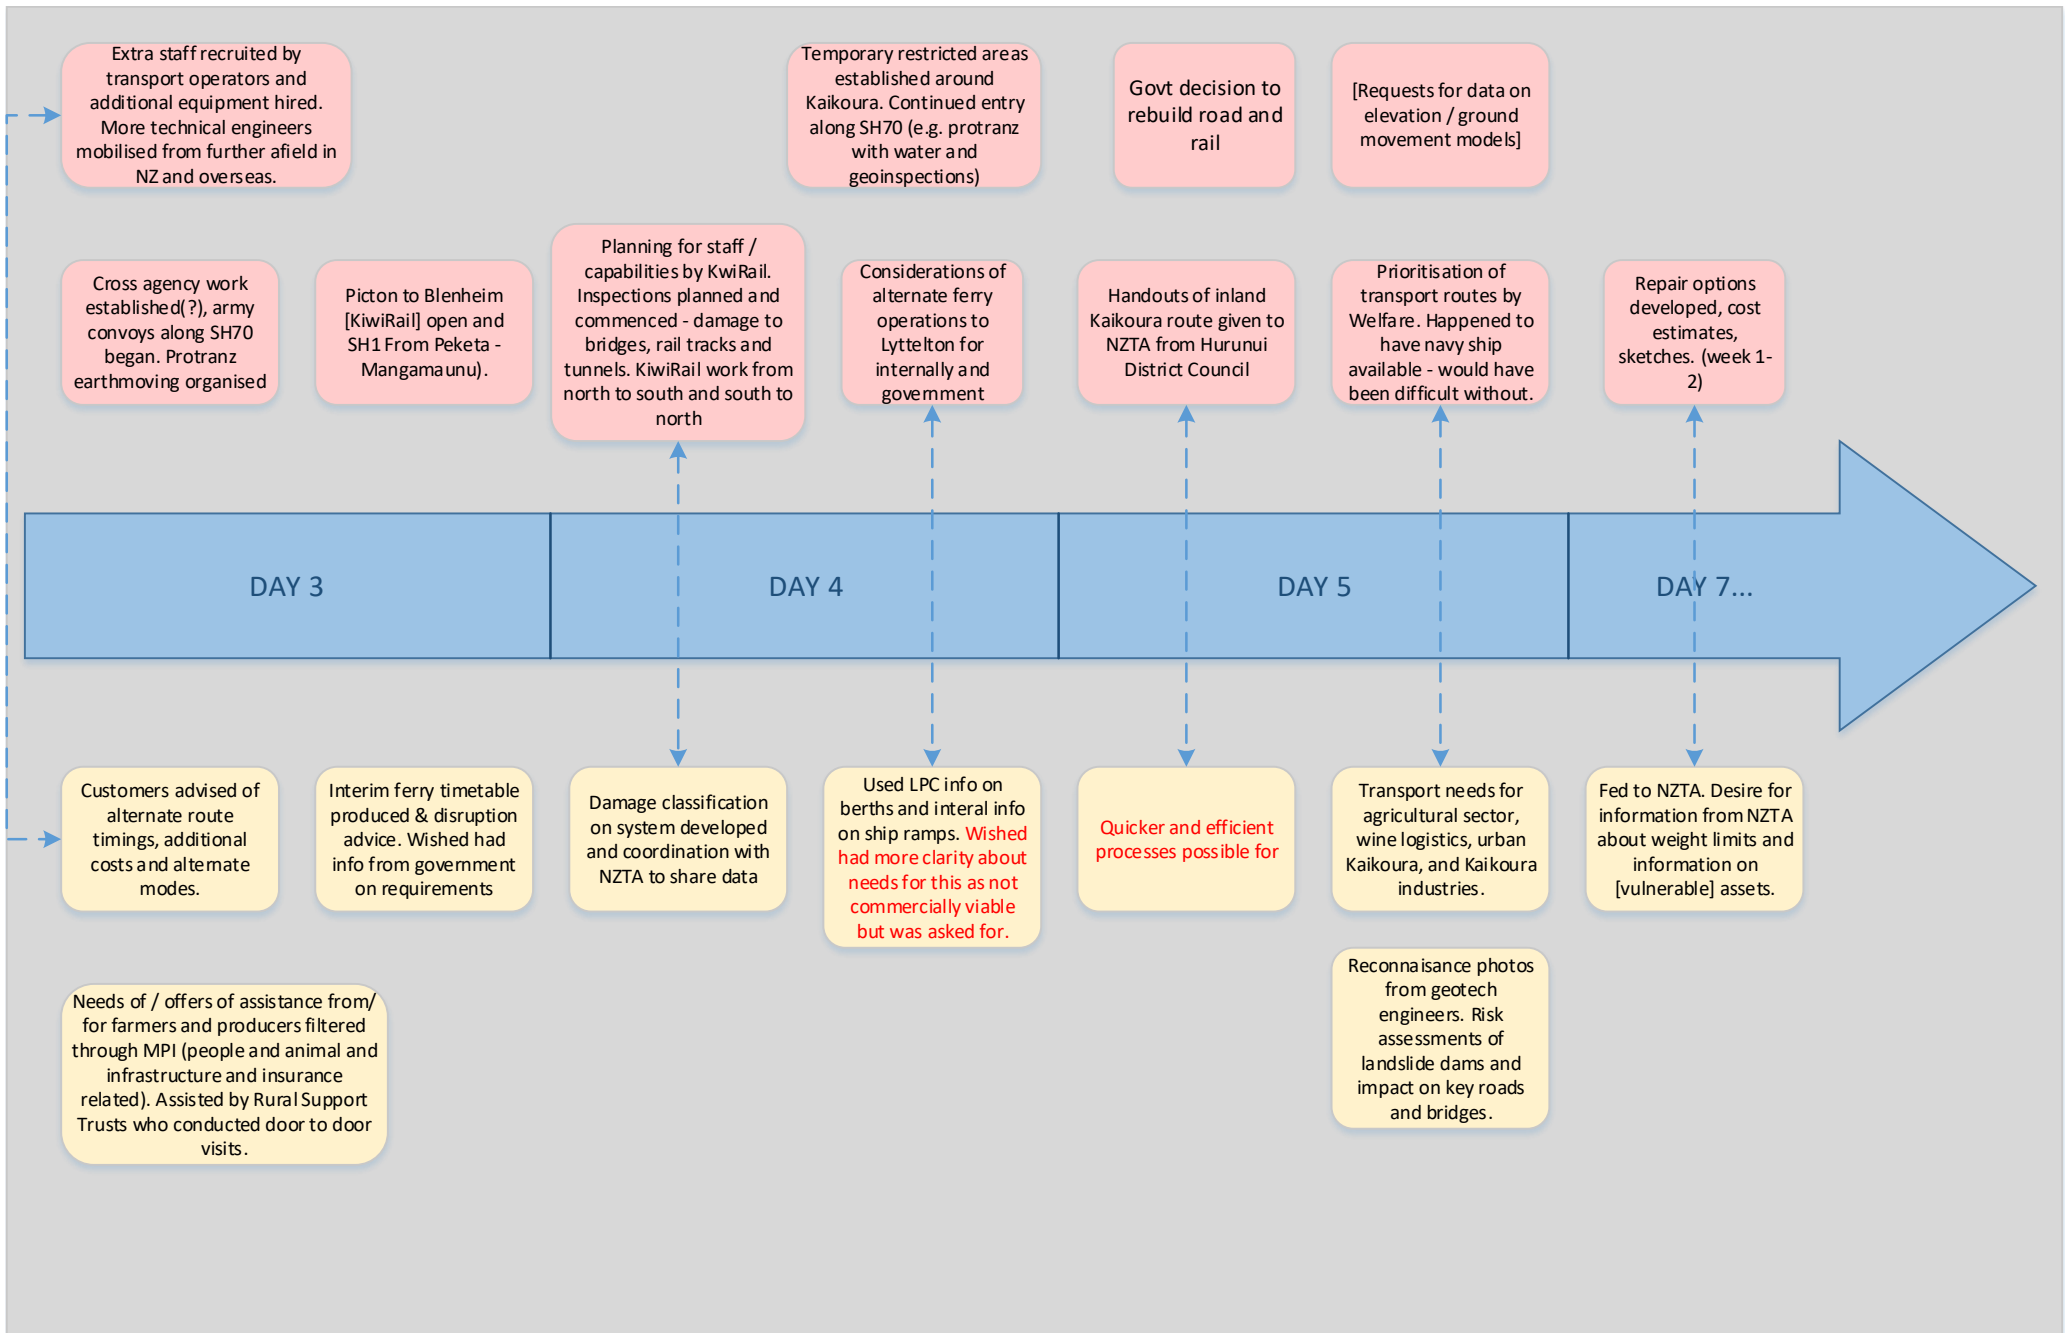 Extra staff recruited by
transport operators and
additional equipment hired.
More technical engineers
mobilised from further afield in
NZ and overseas.
Temporary restricted areas
established around
Kaikoura. Continued entry
along SH70 (e.g. protranz
with water and
geoinspections)
Govt decision to
rebuild road and
rail
[Requests for data on
elevation / ground
movement models]
Cross agency work
established(?), army
convoys along SH70
began. Protranz
earthmoving organised
Picton to Blenheim
[KiwiRail] open and
SH1 From Peketa -
Mangamaunu).
Planning for staff /
capabilities by KwiRail.
Inspections planned and
commenced - damage to
bridges, rail tracks and
tunnels. KiwiRail work from
north to south and south to
north
Considerations of
alternate ferry
operations to
Lyttelton for
internally and
government
Handouts of inland
Kaikoura route given to
NZTA from Hurunui
District Council
Prioritisation of
transport routes by
Welfare. Happened to
have navy ship
available - would have
been difficult without.
Repair options
developed, cost
estimates,
sketches. (week 1-
2)
DAY 3
DAY 4
DAY 5
DAY 7...
Customers advised of
alternate route
timings, additional
costs and alternate
modes.
Interim ferry timetable
produced & disruption
advice. Wished had
info from government
on requirements
Damage classification
on system developed
and coordination with
NZTA to share data
Used LPC info on
berths and interal info
on ship ramps. Wished
had more clarity about
needs for this as not
commercially viable
but was asked for.
Quicker and efficient
processes possible for
Transport needs for
agricultural sector,
wine logistics, urban
Kaikoura, and Kaikoura
industries.
Fed to NZTA. Desire for
information from NZTA
about weight limits and
information on
[vulnerable] assets.
Needs of / offers of assistance from/
for farmers and producers filtered
through MPI (people and animal and
infrastructure and insurance
related). Assisted by Rural Support
Trusts who conducted door to door
visits.
Reconnaisance photos
from geotech
engineers. Risk
assessments of
landslide dams and
impact on key roads
and bridges.